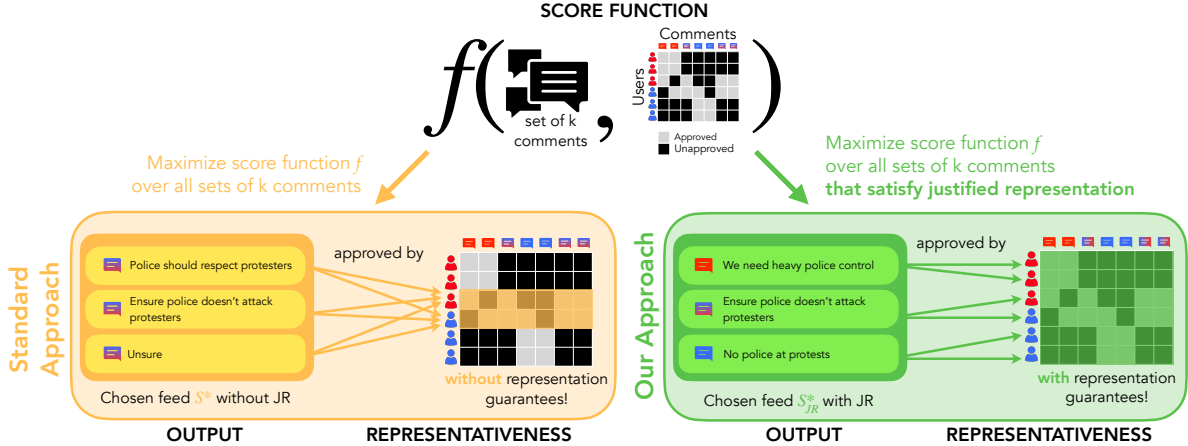 SCORE FUNCTION
f(
set of k
comments
,
Comments
Users
Approved
Unapproved
)
Maximize score function f
over all sets of k comments
Maximize score function f
over all sets of k comments
that satisfy justified representation
Standard
Approach
Police should respect protesters
Ensure police doesn't attack
protesters
Unsure
Chosen feed S* without JR
approved by
without representation
guarantees!
OUTPUT
REPRESENTATIVENESS
Our Approach
We need heavy police control
Ensure police doesn't attack
protesters
No police at protests
Chosen feed S*JR with JR
approved by
with representation
guarantees!
OUTPUT
REPRESENTATIVENESS